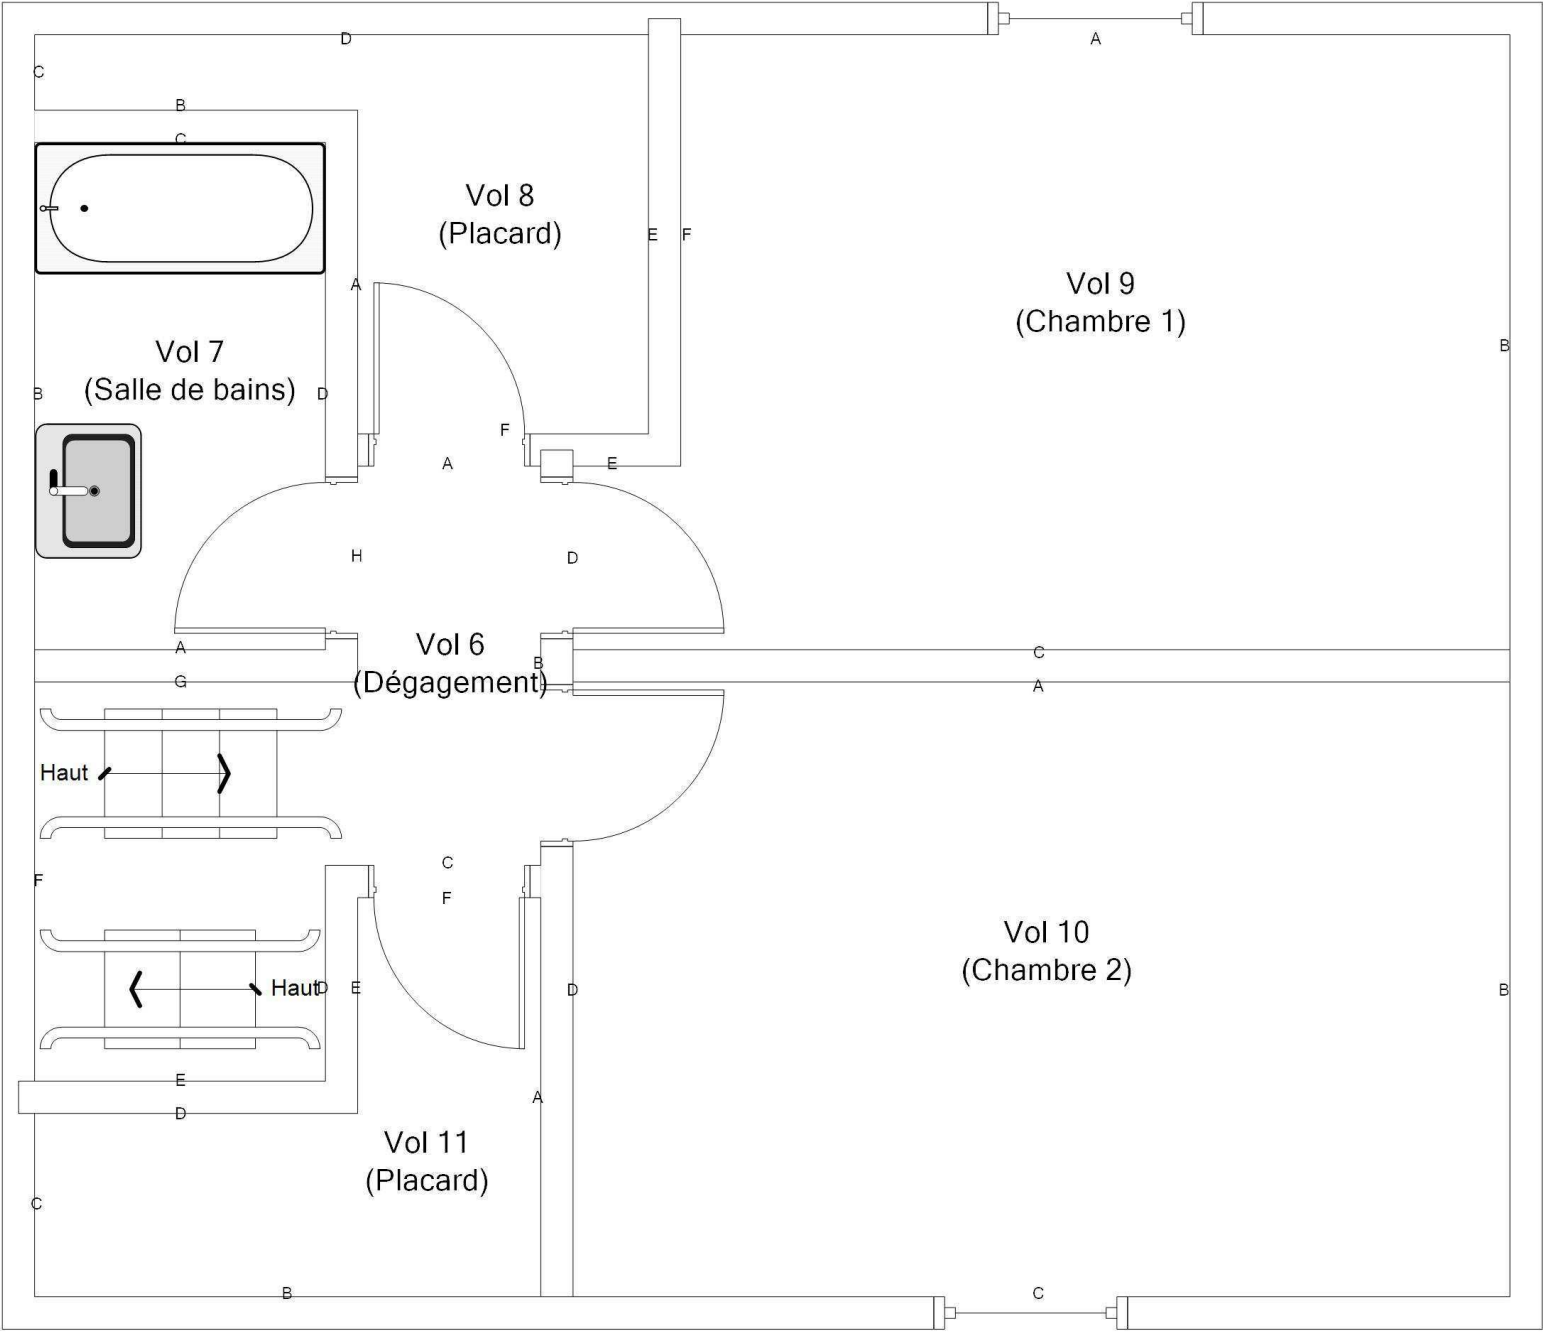 D
A
C
B
C
Vol 8
(Placard)
E
F
A
Vol 9
(Chambre 1)
Vol 7
(Salle de bains)
B
D
B
F
A
E
H
D
Vol 6
(Dégagement)
A
B
C
G
A
Haut
C
F
F
Vol 10
(Chambre 2)
Haut
D
E
D
B
E
D
A
Vol 11
(Placard)
C
B
C